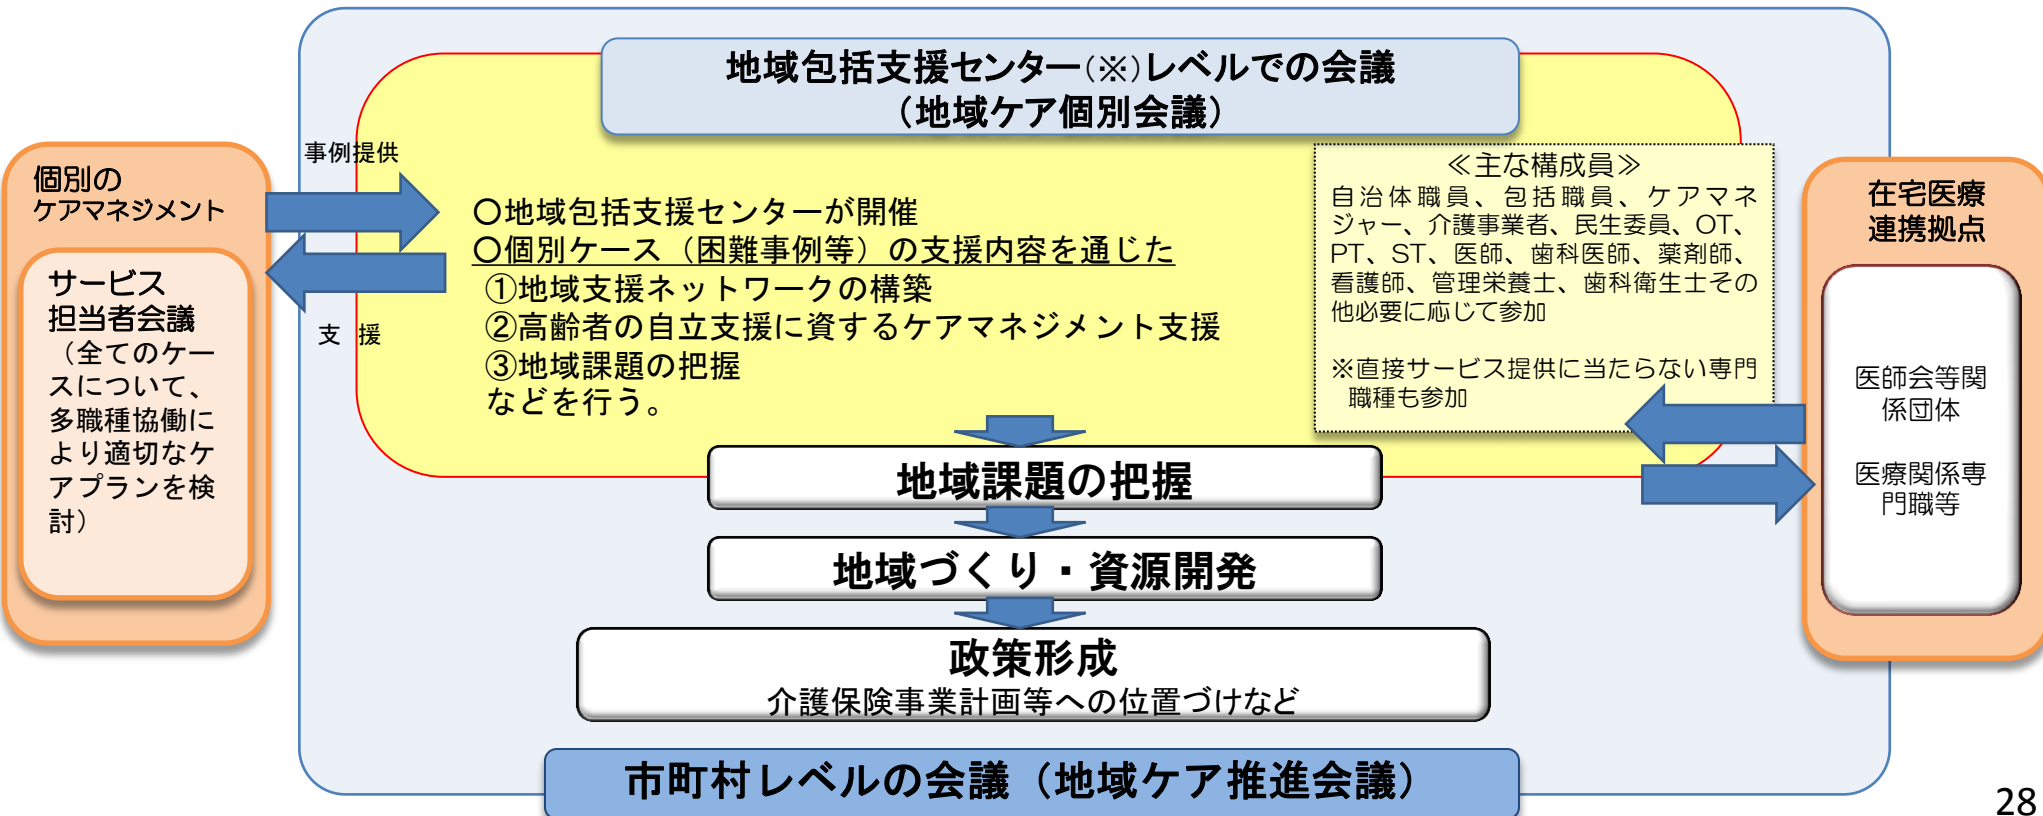 地域包括支援センター(※)レベルでの会議
(地域ケア個別会議)
事例提供
支 援
個別の
ケアマネジメント
サービス
担当者会議
(全てのケー
スについて、
多職種協働に
より適切なケ
アプランを検
討)
〇地域包括支援センターが開催
〇個別ケース(困難事例等)の支援内容を通じた
①地域支援ネットワークの構築
②高齢者の自立支援に資するケアマネジメント支援
③地域課題の把握
などを行う。
≪主な構成員≫
自治体職員、包括職員、ケアマネ
ジャー、介護事業者、民生委員、OT、
PT、ST、医師、歯科医師、薬剤師、
看護師、管理栄養士、歯科衛生士その
他必要に応じて参加
※直接サービス提供に当たらない専門
職種も参加
在宅医療
連携拠点
医師会等関
係団体
医療関係専
門職等
地域課題の把握
地域づくり・資源開発
政策形成
介護保険事業計画等への位置づけなど
市町村レベルの会議(地域ケア推進会議)
28